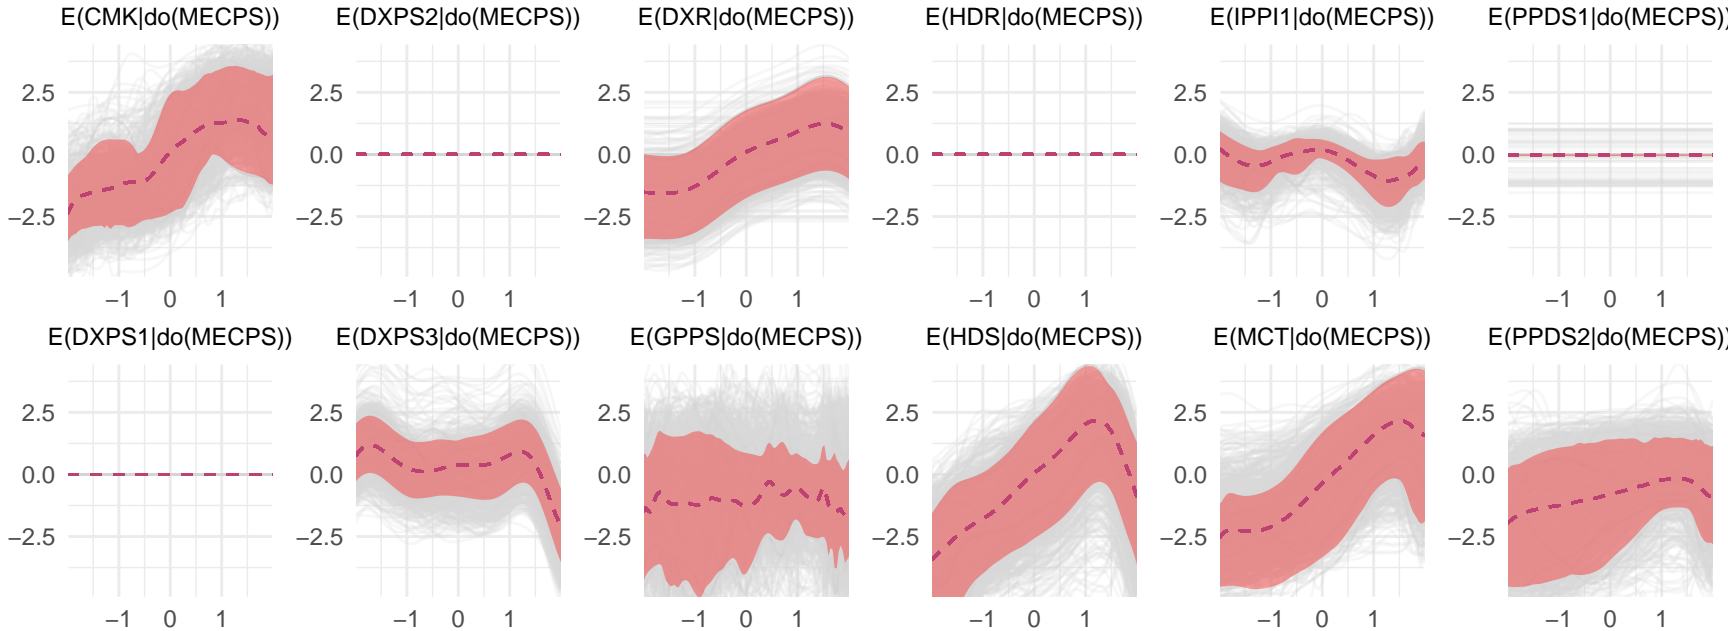 E(CMK|do(MECPS)) E(DXPS2|do(MECPS)) E(DXR|do(MECPS)) E(HDR|do(MECPS)) E(IPPI1|do(MECPS)) E(PPDS1|do(MECPS))
2.5 2.5 2.5 2.5 2.5 2.5
0.0 0.0 0.0 0.0 0.0 0.0
−2.5 −2.5 −2.5 −2.5 −2.5 −2.5
−1 0 1 −1 0 1 −1 0 1 −1 0 1 −1 0 1 −1 0 1
E(DXPS1|do(MECPS)) E(DXPS3|do(MECPS)) E(GPPS|do(MECPS)) E(HDS|do(MECPS)) E(MCT|do(MECPS)) E(PPDS2|do(MECPS))
2.5 2.5 2.5 2.5 2.5 2.5
0.0 0.0 0.0 0.0 0.0 0.0
−2.5 −2.5 −2.5 −2.5 −2.5 −2.5
−1 0 1 −1 0 1 −1 0 1 −1 0 1 −1 0 1 −1 0 1